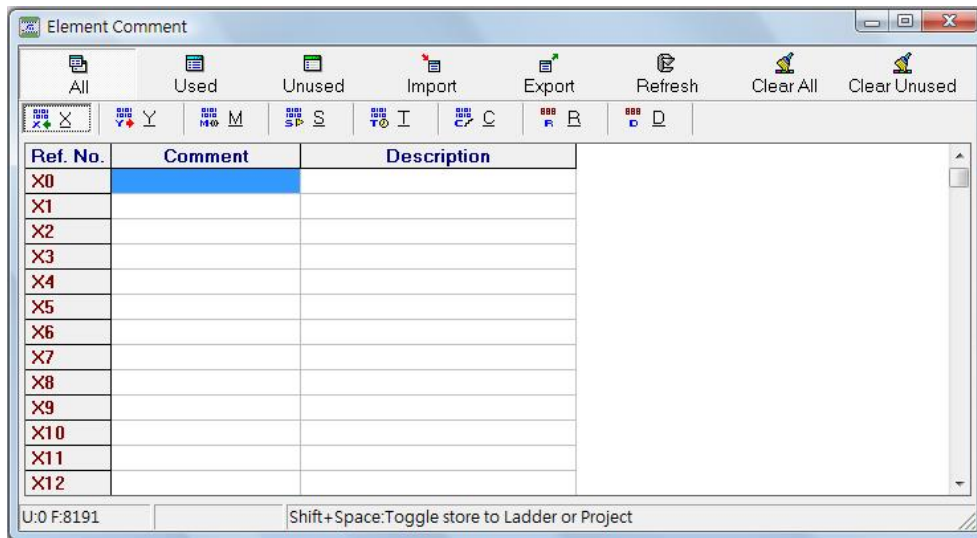 Element Comment
All Used Unused Import Export Refresh Clear All Clear Unused
X Y M S T C R D
Ref. No. Comment Description
X0
X1
X2
X3
X4
X5
X6
X7
X8
X9
X10
X11
X12
U:0 F:8191 Shift+Space:Toggle store to Ladder or Project